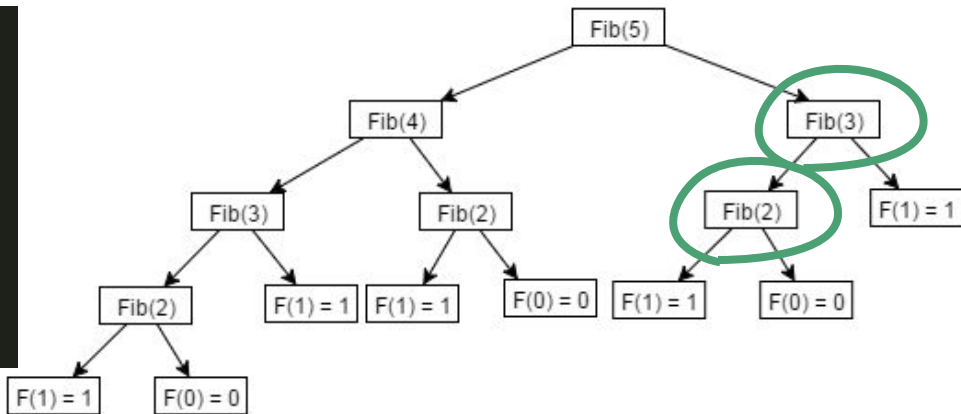 Fib(5)
Fib(4)
Fib(3)
Fib(3)
Fib(2)
Fib(2)
F(1) = 1
Fib(2)
F(1) = 1
F(1) = 1
F(0) = 0
F(1) = 1
F(0) = 0
F(1) = 1
F(0) = 0